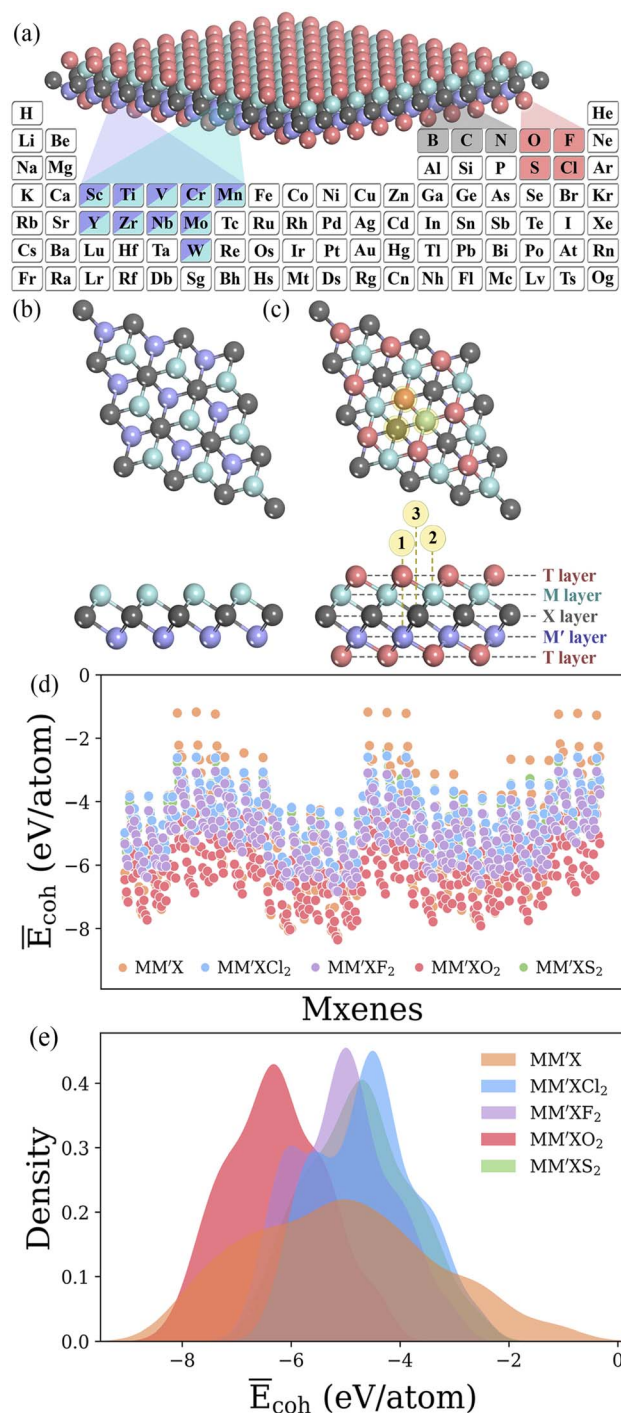 (a)
H He
Li Be B C N O F Ne
Na Mg Al Si P S Cl Ar
K Ca Sc Ti V Cr Mn Fe Co Ni Cu Zn Ga Ge As Se Br Kr
Rb Sr Y Zr Nb Mo Tc Ru Rh Pd Ag Cd In Sn Sb Te I Xe
Cs Ba Lu Hf Ta W Re Os Ir Pt Au Hg Tl Pb Bi Po At Rn
Fr Ra Lr Rf Db Sg Bh Hs Mt Ds Rg Cn Nh Fl Mc Lv Ts Og
(b) (c)
3
1 2
T layer
M layer
X layer
M′ layer
T layer
(d)
0
−2
−4
−6
−8
E̅coh (eV/atom)
MM′X MM′XCl₂ MM′XF₂ MM′XO₂ MM′XS₂
Mxenes
(e)
MM′X
MM′XCl₂
MM′XF₂
MM′XO₂
MM′XS₂
0.4
0.3
0.2
0.1
0.0
Density
−8 −6 −4 −2 0
E̅coh (eV/atom)